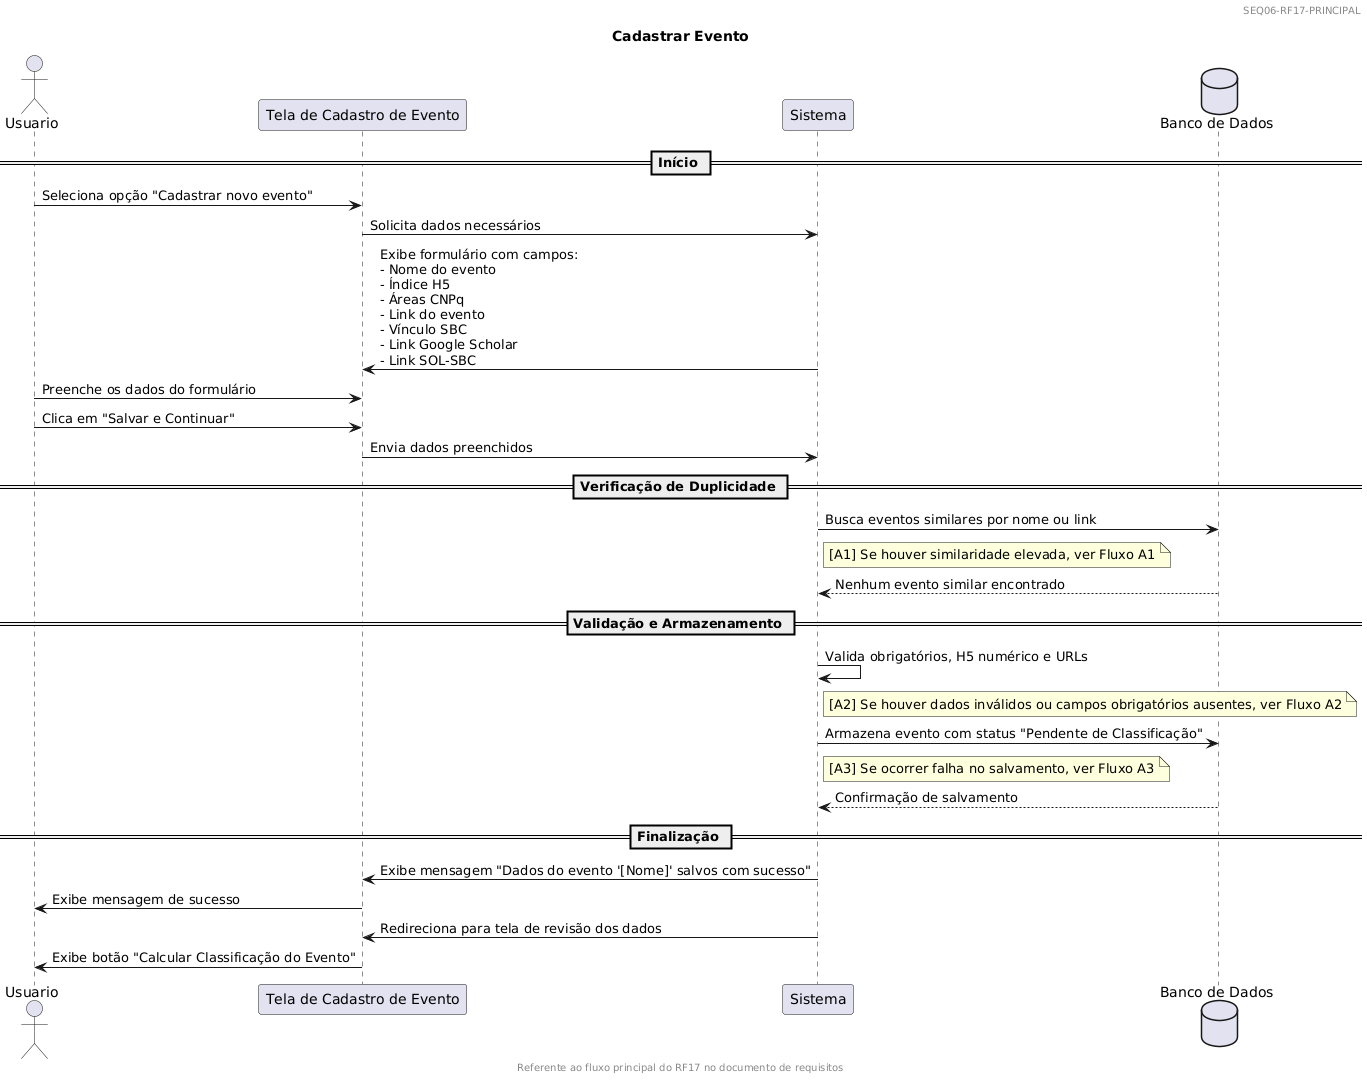 SEQ06-RF17-PRINCIPAL
Cadastrar Evento
Usuario
Tela de Cadastro de Evento
Sistema
Banco de Dados
Início
Seleciona opção "Cadastrar novo evento"
Solicita dados necessários
Exibe formulário com campos:
- Nome do evento
- Índice H5
- Áreas CNPq
- Link do evento
- Vínculo SBC
- Link Google Scholar
- Link SOL-SBC
Preenche os dados do formulário
Clica em "Salvar e Continuar"
Envia dados preenchidos
Verificação de Duplicidade
Busca eventos similares por nome ou link
[A1] Se houver similaridade elevada, ver Fluxo A1
Nenhum evento similar encontrado
Validação e Armazenamento
Valida obrigatórios, H5 numérico e URLs
[A2] Se houver dados inválidos ou campos obrigatórios ausentes, ver Fluxo A2
Armazena evento com status "Pendente de Classificação"
[A3] Se ocorrer falha no salvamento, ver Fluxo A3
Confirmação de salvamento
Finalização
Exibe mensagem "Dados do evento '[Nome]' salvos com sucesso"
Exibe mensagem de sucesso
Redireciona para tela de revisão dos dados
Exibe botão "Calcular Classificação do Evento"
Usuario
Tela de Cadastro de Evento
Sistema
Banco de Dados
Referente ao fluxo principal do RF17 no documento de requisitos